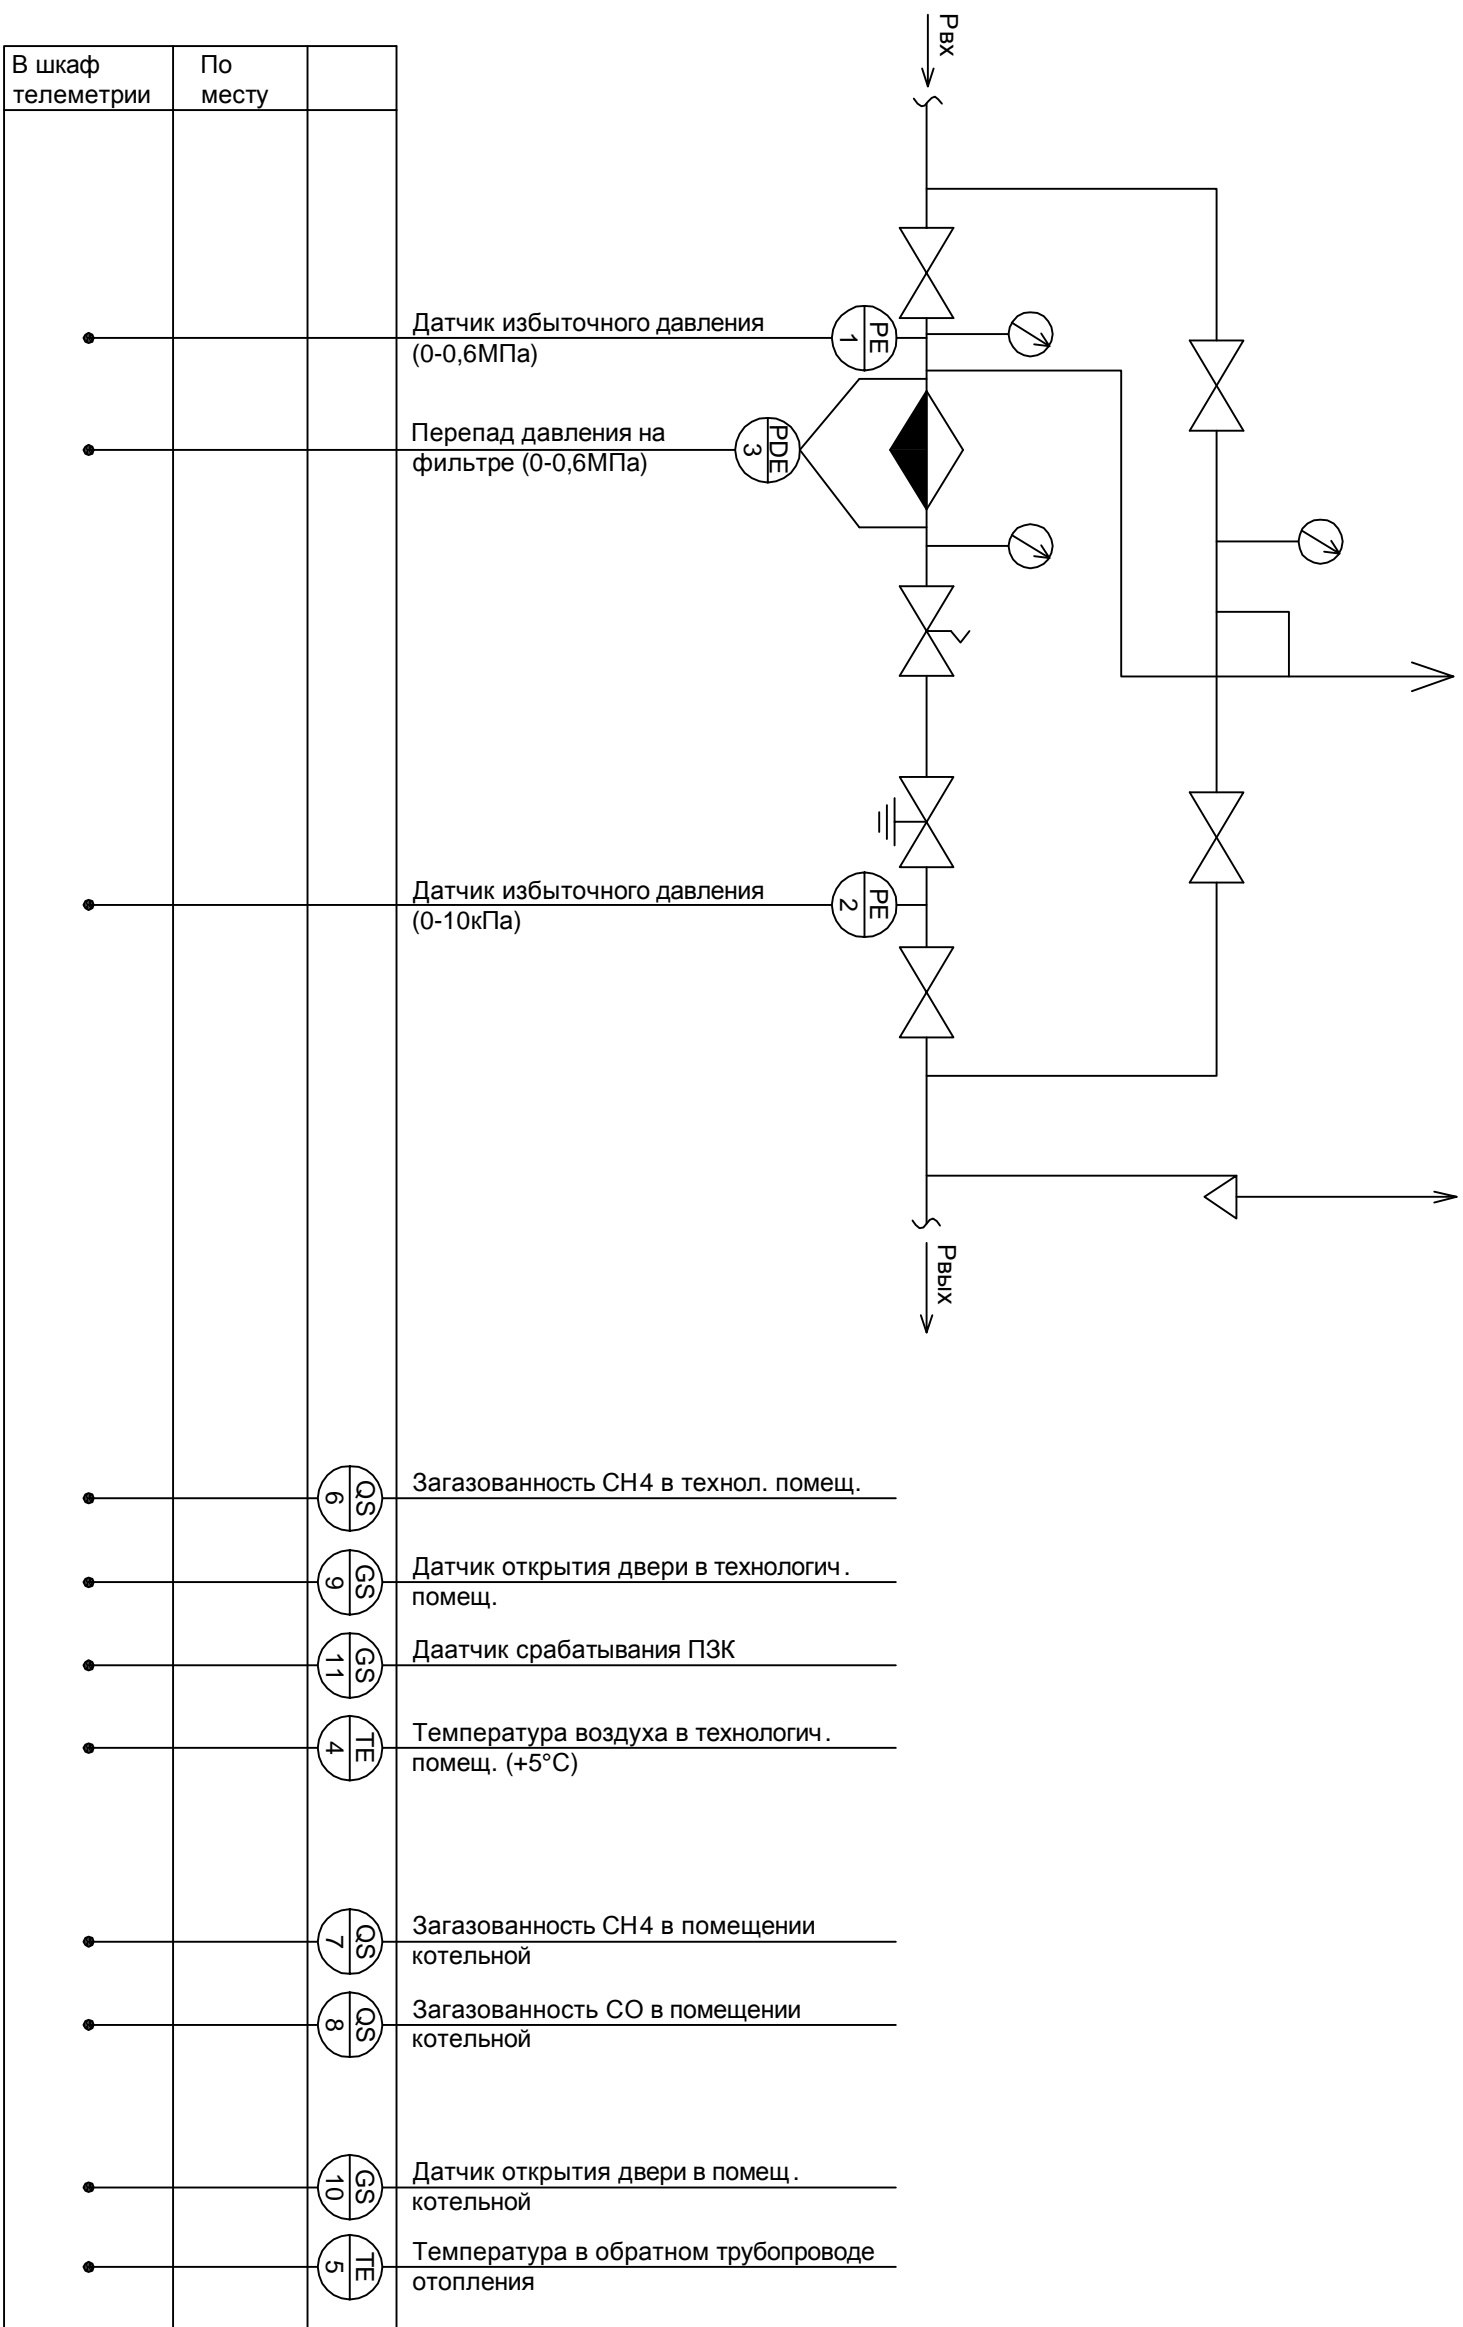 Рвх
В шкаф
телеметрии
По
месту
Датчик избыточного давления
(0-0,6МПа)
PE
1
Перепад давления на
фильтре (0-0,6МПа)
PDE
3
Датчик избыточного давления
(0-10кПа)
PE
2
Рвых
QS
6
Загазованность СН4 в технол. помещ.
GS
9
Датчик открытия двери в технологич.
помещ.
GS
11
Даатчик срабатывания ПЗК
TE
4
Температура воздуха в технологич.
помещ. (+5°С)
QS
7
Загазованность СН4 в помещении
котельной
QS
8
Загазованность СО в помещении
котельной
GS
10
Датчик открытия двери в помещ.
котельной
TE
5
Температура в обратном трубопроводе
отопления